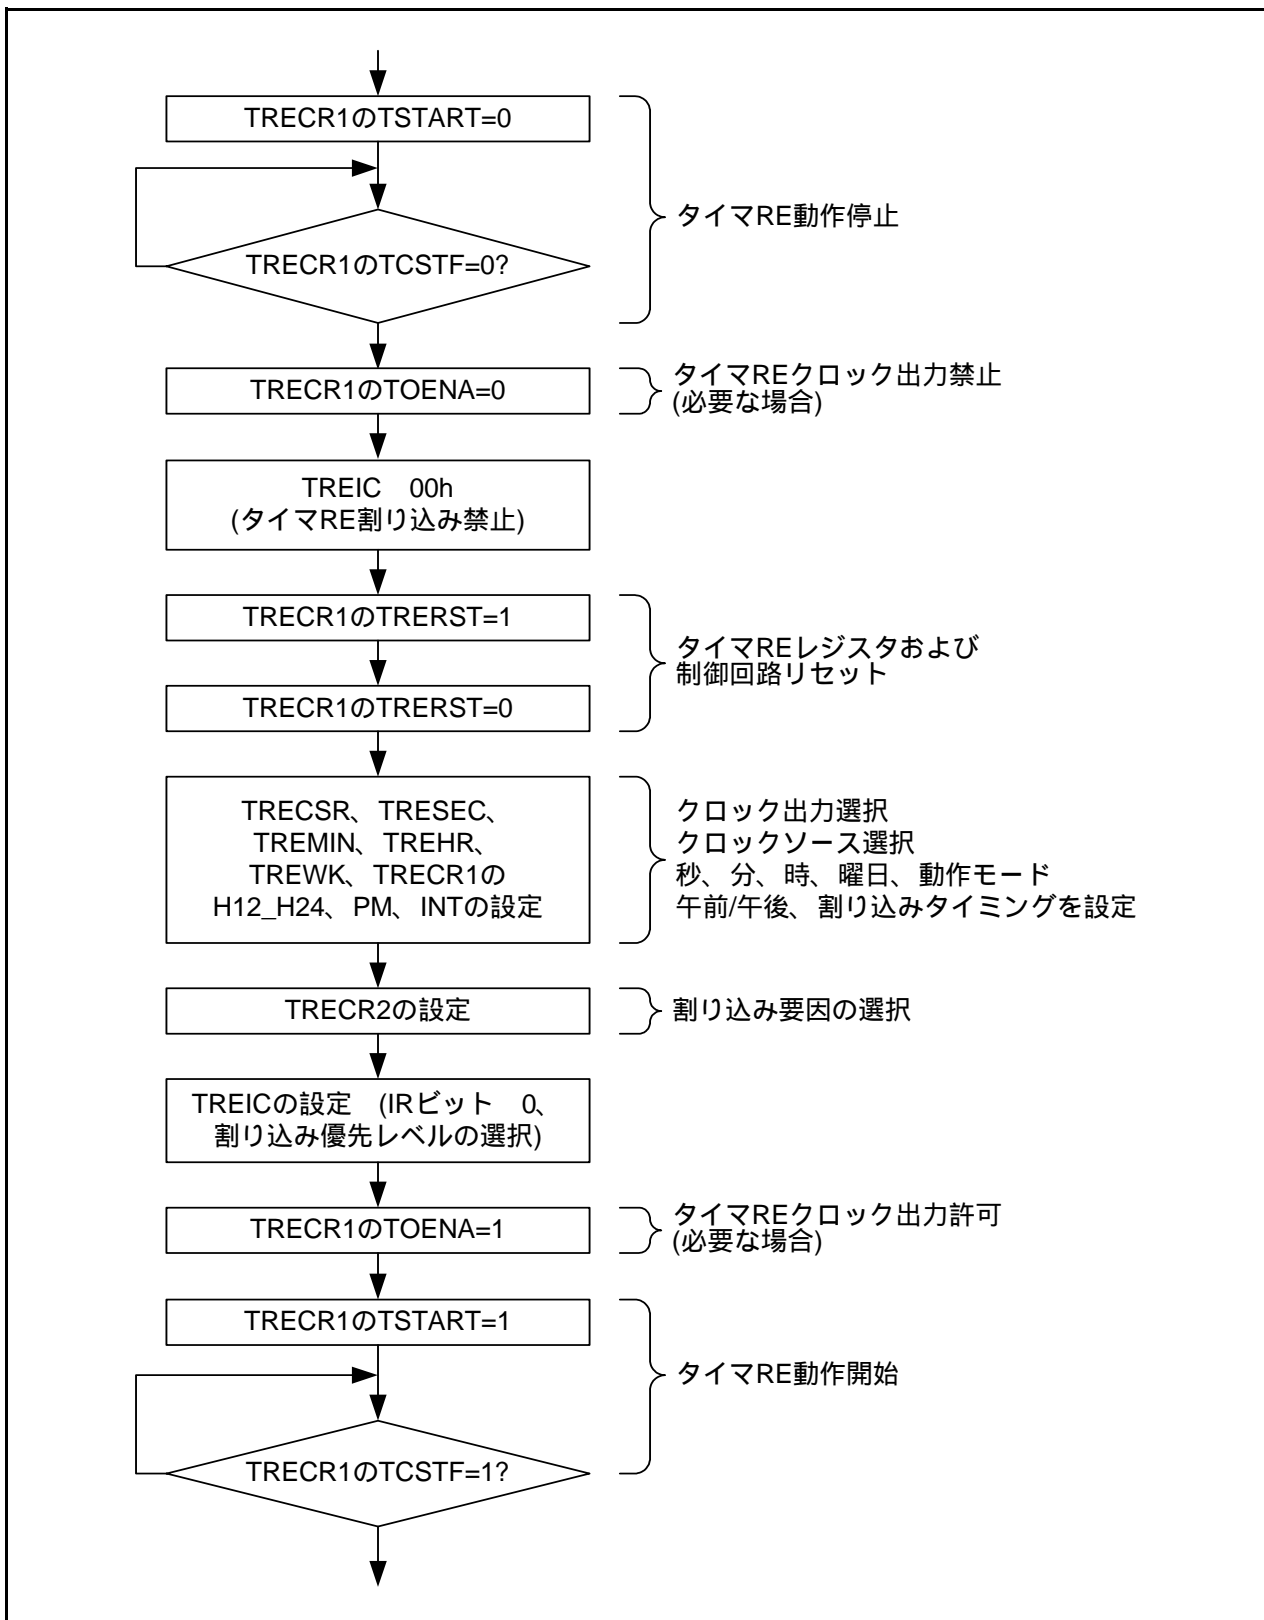 TRECR1のTSTART=0
TRECR1のTCSTF=0?
タイマRE動作停止
TRECR1のTOENA=0
タイマREクロック出力禁止
(必要な場合)
TREIC　00h
(タイマRE割り込み禁止)
TRECR1のTRERST=1
TRECR1のTRERST=0
タイマREレジスタおよび
制御回路リセット
TRECSR、TRESEC、
TREMIN、TREHR、
TREWK、TRECR1の
H12_H24、PM、INTの設定
クロック出力選択
クロックソース選択
秒、分、時、曜日、動作モード
午前/午後、割り込みタイミングを設定
TRECR2の設定
割り込み要因の選択
TREICの設定　(IRビット　0、
割り込み優先レベルの選択)
TRECR1のTOENA=1
タイマREクロック出力許可
(必要な場合)
TRECR1のTSTART=1
TRECR1のTCSTF=1?
タイマRE動作開始